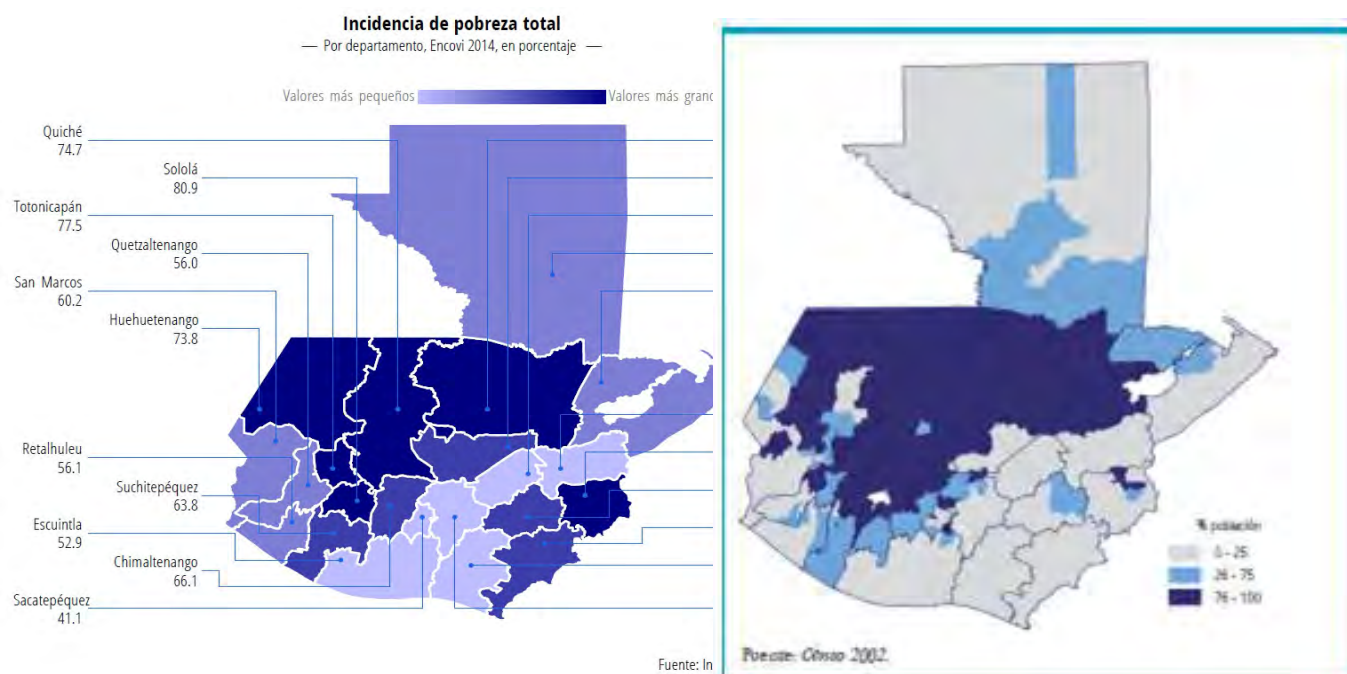 Incidencia de pobreza total
— Por departamento, Encovi 2014, en porcentaje —
Valores más pequeños
Valores más granc
Quiché
74.7
Sololá
80.9
Totonicapán
77.5
Quetzaltenango
56.0
San Marcos
60.2
Huehuetenango
73.8
Retalhuleu
56.1
Suchitepéquez
63.8
Escuintla
52.9
Chimaltenango
66.1
Sacatepéquez
41.1
Fuente: In
% población
0 - 25
26 - 75
76 - 100
Fuente: Censo 2002.